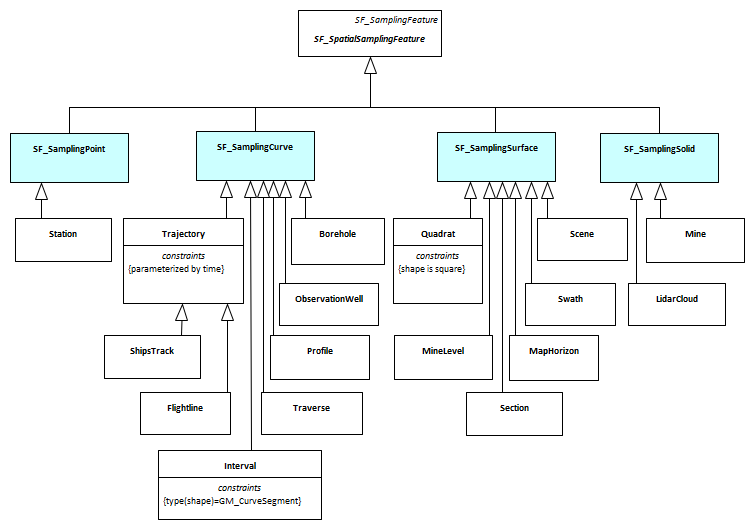 SF_SamplingFeature
SF_SpatialSamplingFeature
SF_SamplingPoint
SF_SamplingCurve
SF_SamplingSurface
SF_SamplingSolid
Station
Trajectory
constraints
{parameterized by time}
Borehole
Quadrat
constraints
{shape is square}
Scene
Mine
ObservationWell
Swath
LidarCloud
ShipsTrack
Profile
MineLevel
MapHorizon
Flightline
Traverse
Section
Interval
constraints
{type(shape)=GM_CurveSegment}